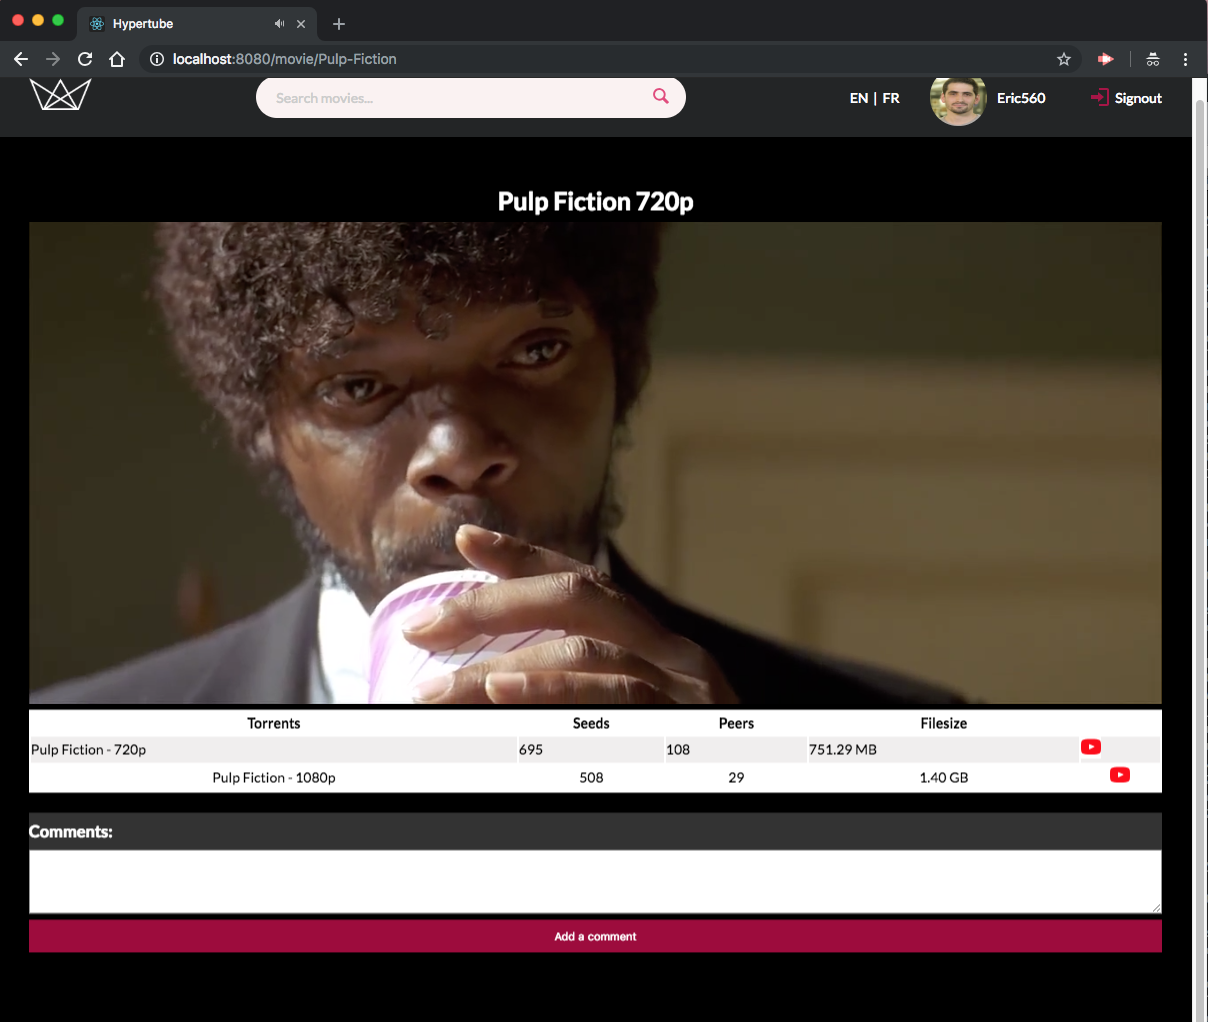 Hypertube
localhost:8080/movie/Pulp-Fiction
Search movies...
EN | FR
Eric560
Signout
Pulp Fiction 720p
Torrents Seeds Peers Filesize
Pulp Fiction - 720p 695 108 751.29 MB
Pulp Fiction - 1080p 508 29 1.40 GB
Comments:
Add a comment